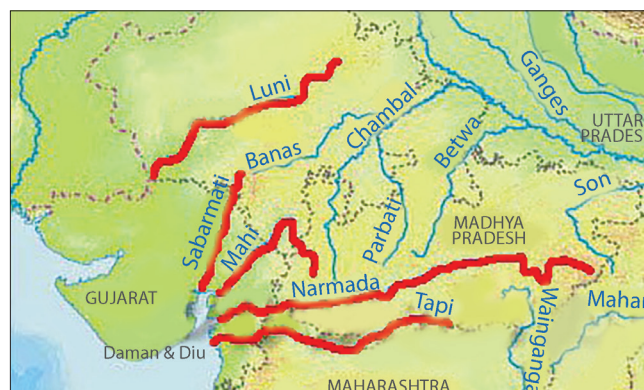 Luni
Chambal
Ganges
UTTAR
PRADES
Banas
Betwa
Son
Sabarmati
Mahi
Parbati
MADHYA
PRADESH
GUJARAT
Narmada
Tapi
Wainganga
Mahar
Daman & Diu
MAHARASHTRA